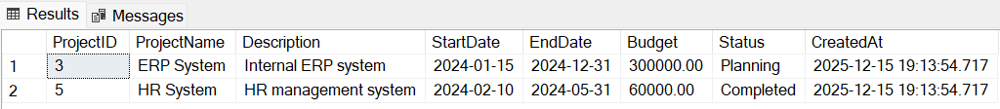 Results Messages
ProjectID ProjectName Description StartDate EndDate Budget Status CreatedAt
1 3 ERP System Internal ERP system 2024-01-15 2024-12-31 300000.00 Planning 2025-12-15 19:13:54.717
2 5 HR System HR management system 2024-02-10 2024-05-31 60000.00 Completed 2025-12-15 19:13:54.717